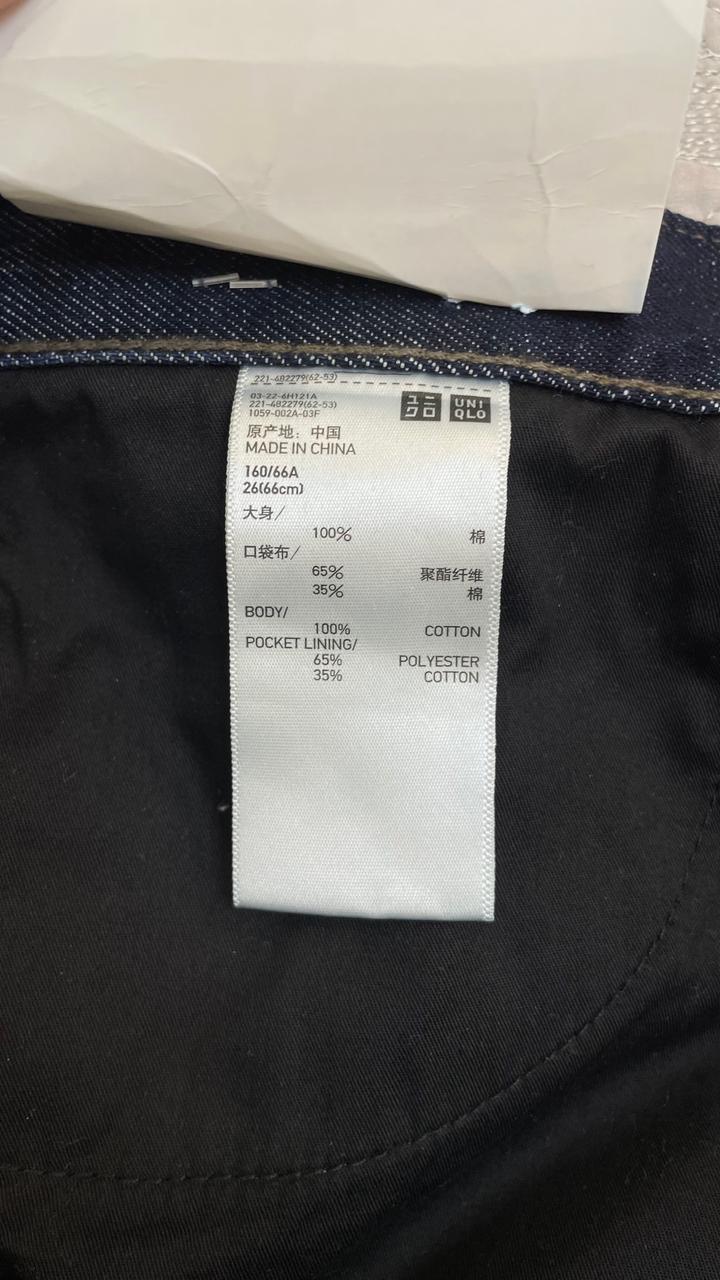 221-482279(62-53)
03-22-6H121A
221-482279(62-53)
1059-002A-03F
ユニクロ
UNI
QLO
原产地：中国
MADE IN CHINA
160/66A
26(66cm)
大身/
100% 棉
口袋布/
65% 聚酯纤维
35% 棉
BODY/
100% COTTON
POCKET LINING/
65% POLYESTER
35% COTTON